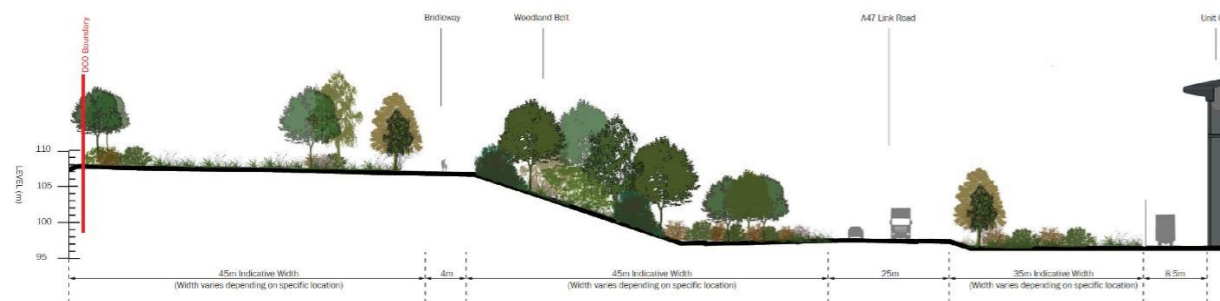 Bridleway
Woodland Belt
A47 Link Road
Unit
DCO Boundary
LEVEL (m)
110
105
100
95
45m Indicative Width
(Width varies depending on specific location)
4m
45m Indicative Width
(Width varies depending on specific location)
25m
35m Indicative Width
(Width varies depending on specific location)
8.5m